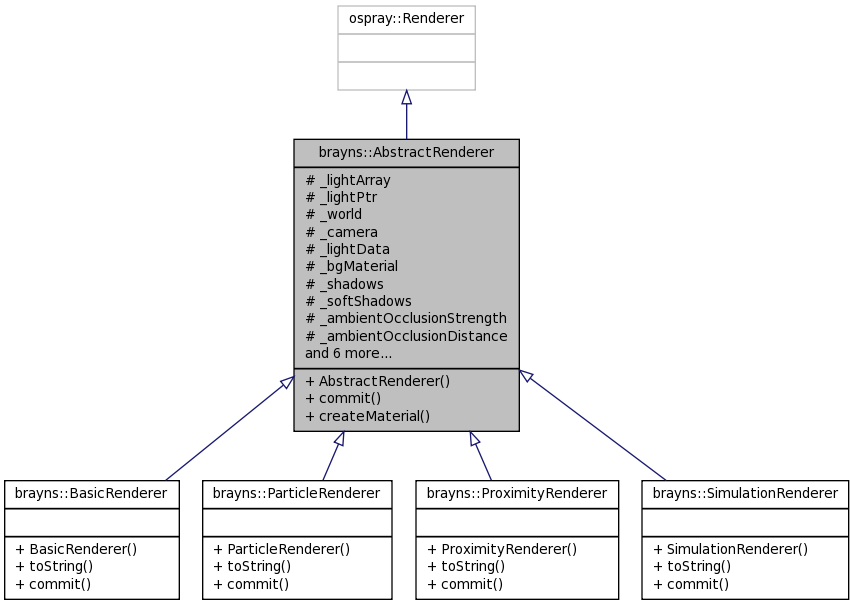 ospray::Renderer
brayns::AbstractRenderer
# _lightArray
# _lightPtr
# _world
# _camera
# _lightData
# _bgMaterial
# _shadows
# _softShadows
# _ambientOcclusionStrength
# _ambientOcclusionDistance
and 6 more...
+ AbstractRenderer()
+ commit()
+ createMaterial()
brayns::BasicRenderer
+ BasicRenderer()
+ toString()
+ commit()
brayns::ParticleRenderer
+ ParticleRenderer()
+ toString()
+ commit()
brayns::ProximityRenderer
+ ProximityRenderer()
+ toString()
+ commit()
brayns::SimulationRenderer
+ SimulationRenderer()
+ toString()
+ commit()